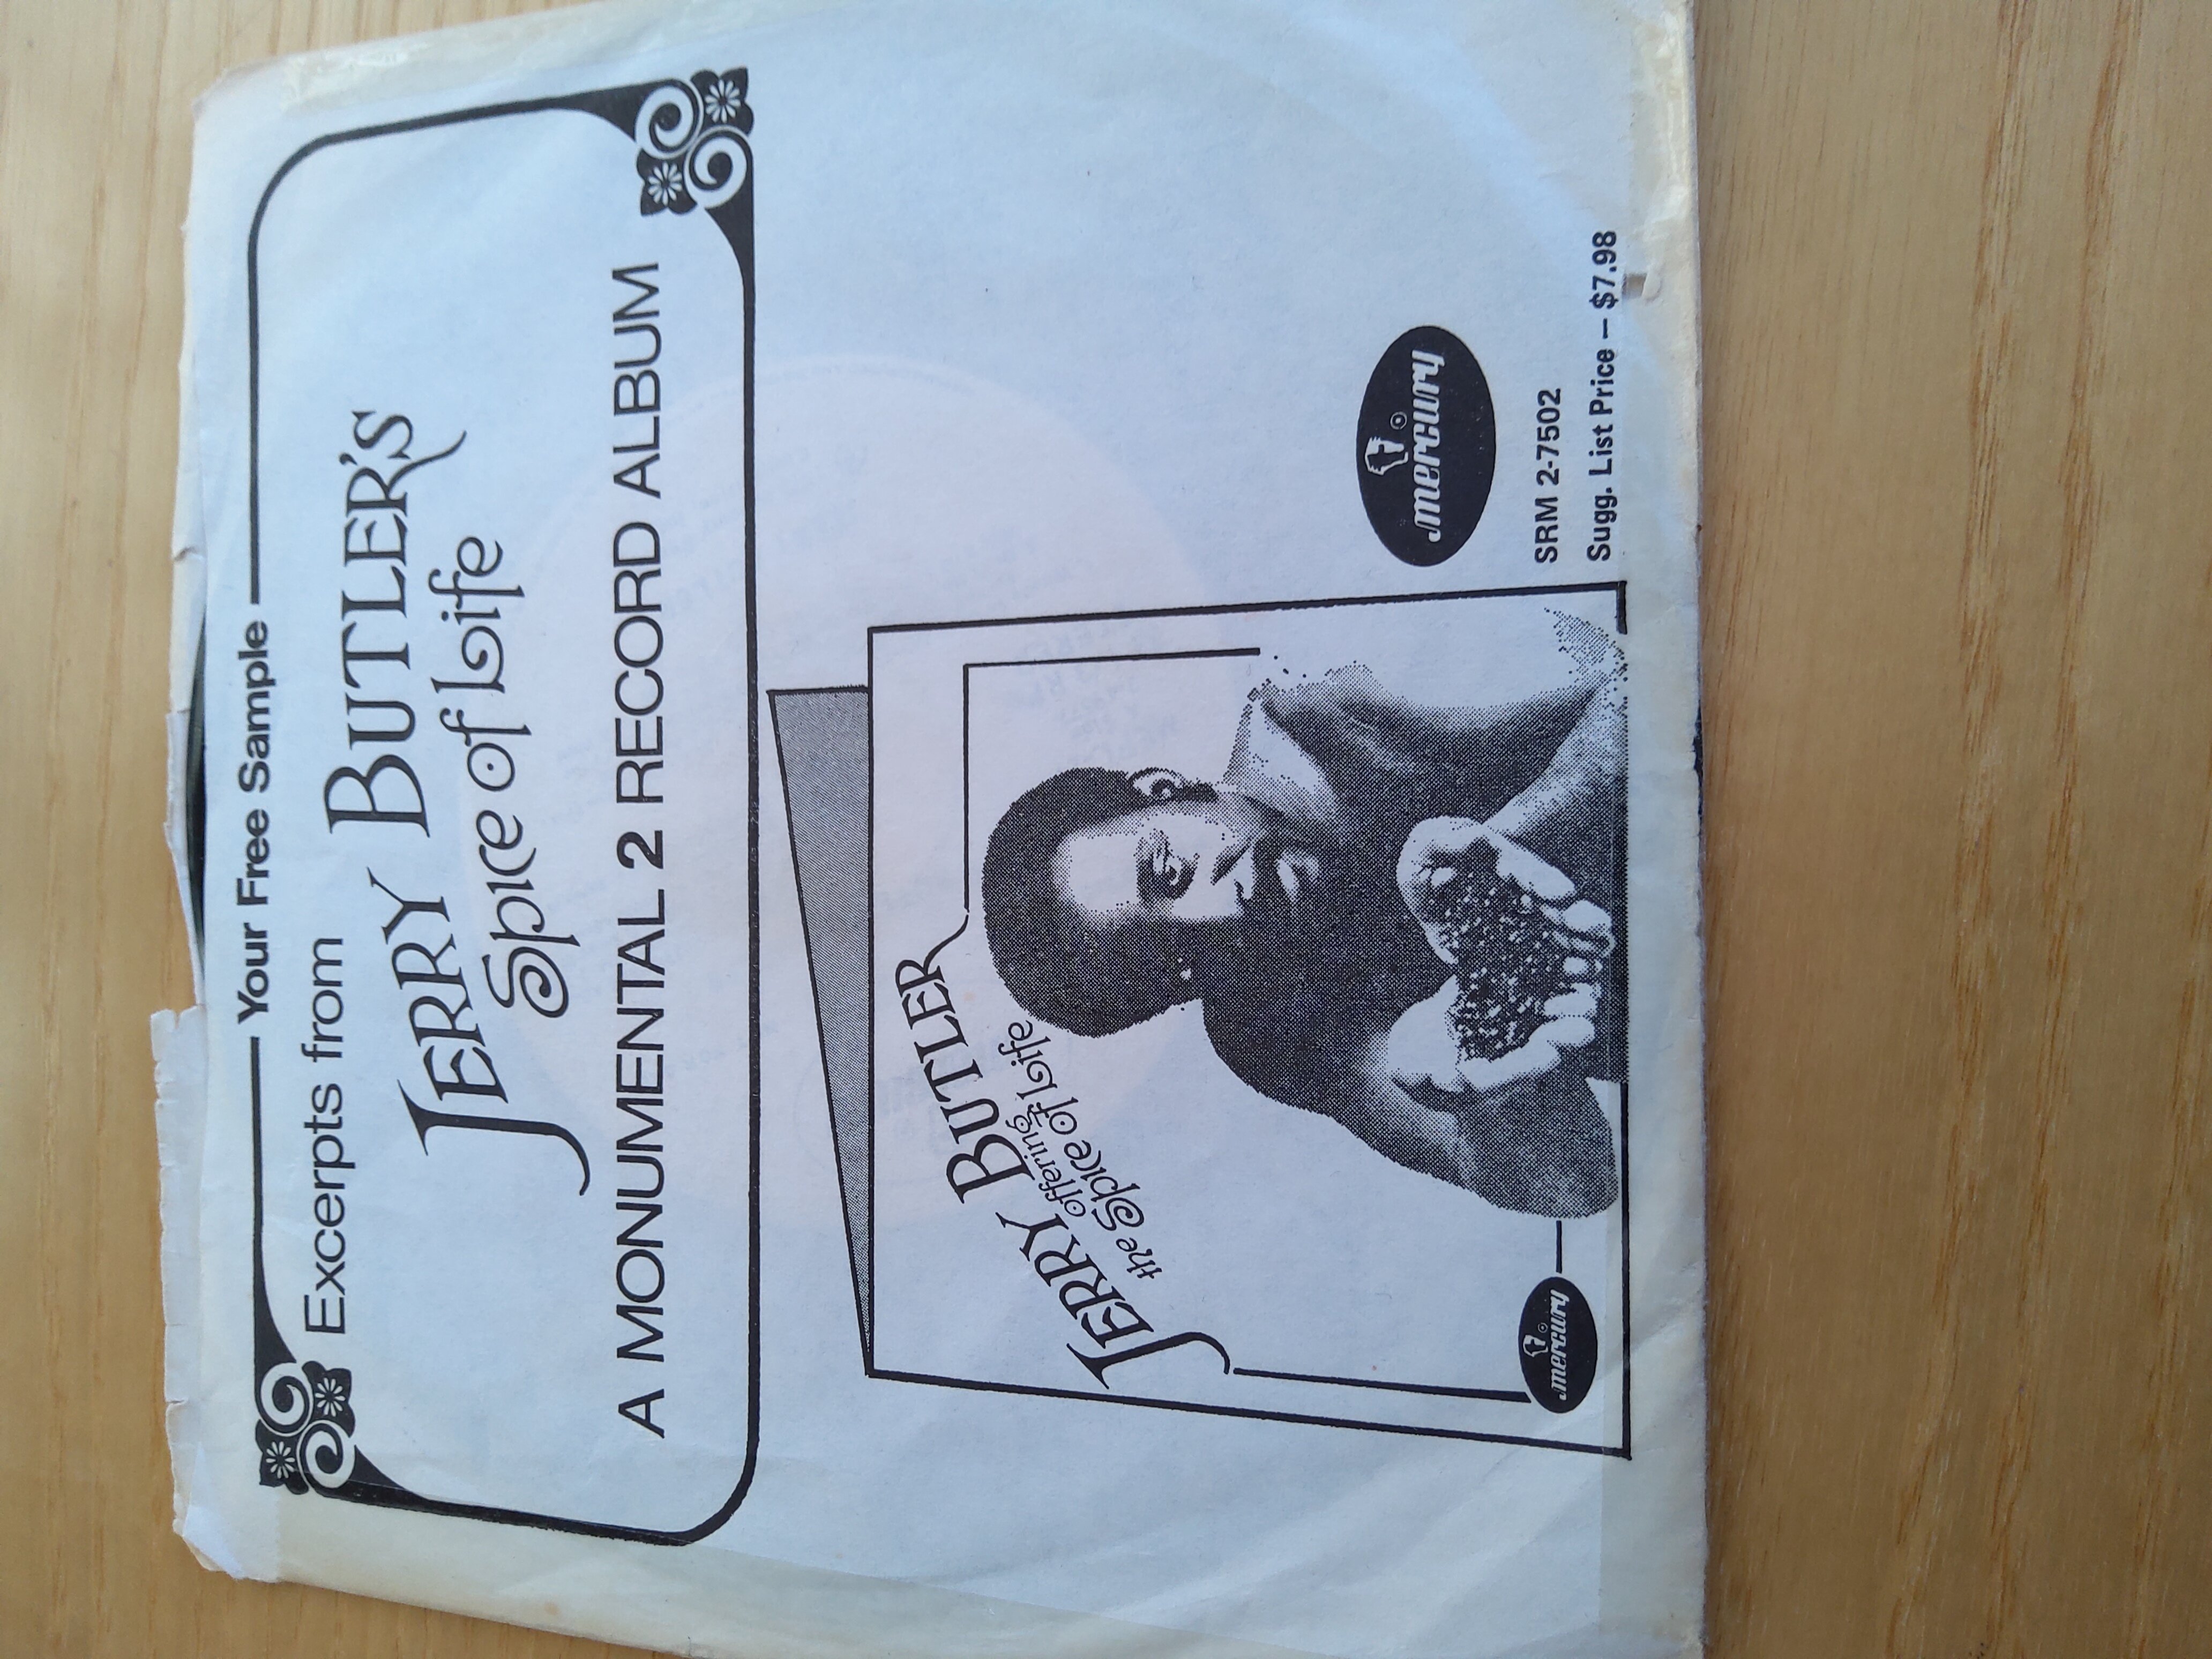 Your Free Sample
Excerpts from
JERRY BUTLER'S
Spice of Life
A MONUMENTAL 2 RECORD ALBUM
JERRY BUTLER
offering
the Spice of Life
mercury
mercury
SRM 2-7502
Sugg. List Price – $7.98